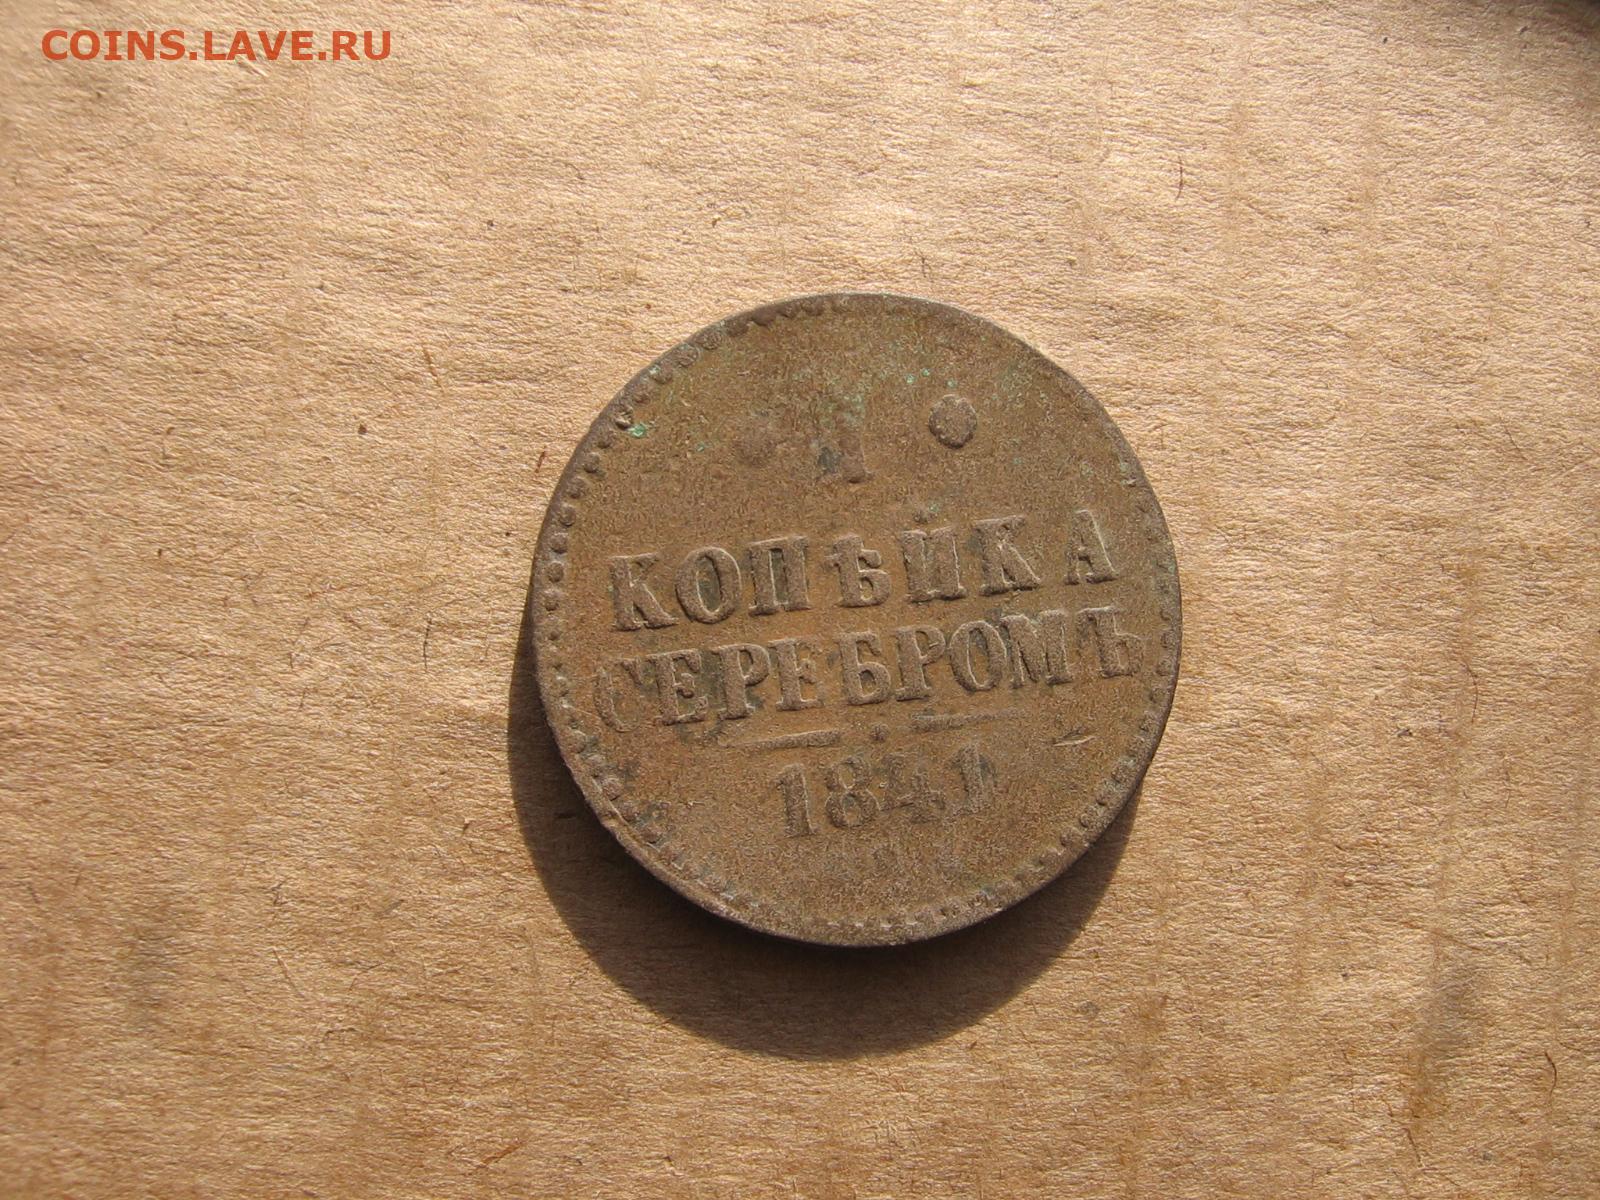 COINS.LAVE.RU
1
КОПѢЙКА
СЕРЕБРОМЪ
1841